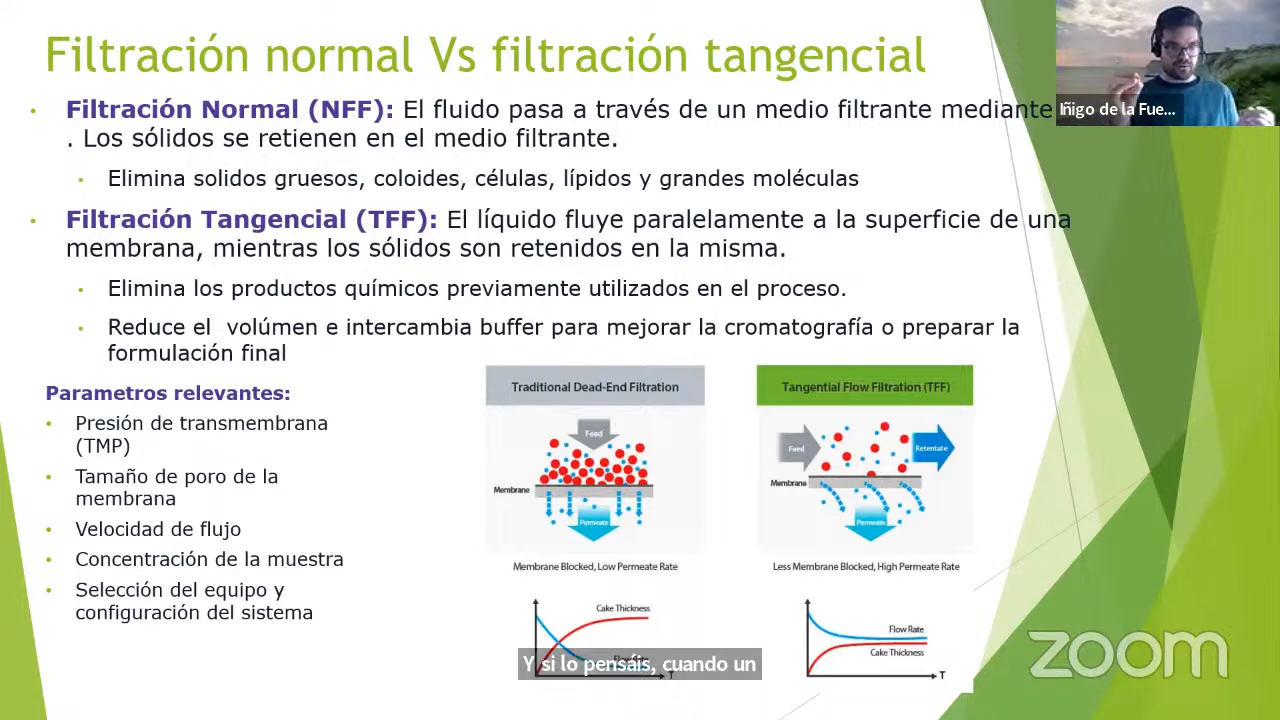 Filtración normal Vs filtración tangencial
Iñigo de la Fue...
• Filtración Normal (NFF): El fluido pasa a través de un medio filtrante mediante
. Los sólidos se retienen en el medio filtrante.
• Elimina solidos gruesos, coloides, células, lípidos y grandes moléculas
• Filtración Tangencial (TFF): El líquido fluye paralelamente a la superficie de una
membrana, mientras los sólidos son retenidos en la misma.
• Elimina los productos químicos previamente utilizados en el proceso.
• Reduce el volúmen e intercambia buffer para mejorar la cromatografía o preparar la
formulación final
Parametros relevantes:
• Presión de transmembrana
(TMP)
• Tamaño de poro de la
membrana
• Velocidad de flujo
• Concentración de la muestra
• Selección del equipo y
configuración del sistema
Traditional Dead-End Filtration
Feed
Membrane
Permeate
Membrane Blocked, Low Permeate Rate
Cake Thickness
T
Tangential Flow Filtration (TFF)
Feed
Retentate
Membrane
Permeate
Less Membrane Blocked, High Permeate Rate
Flow Rate
Cake Thickness
T
Y si lo pensáis, cuando un
zoom